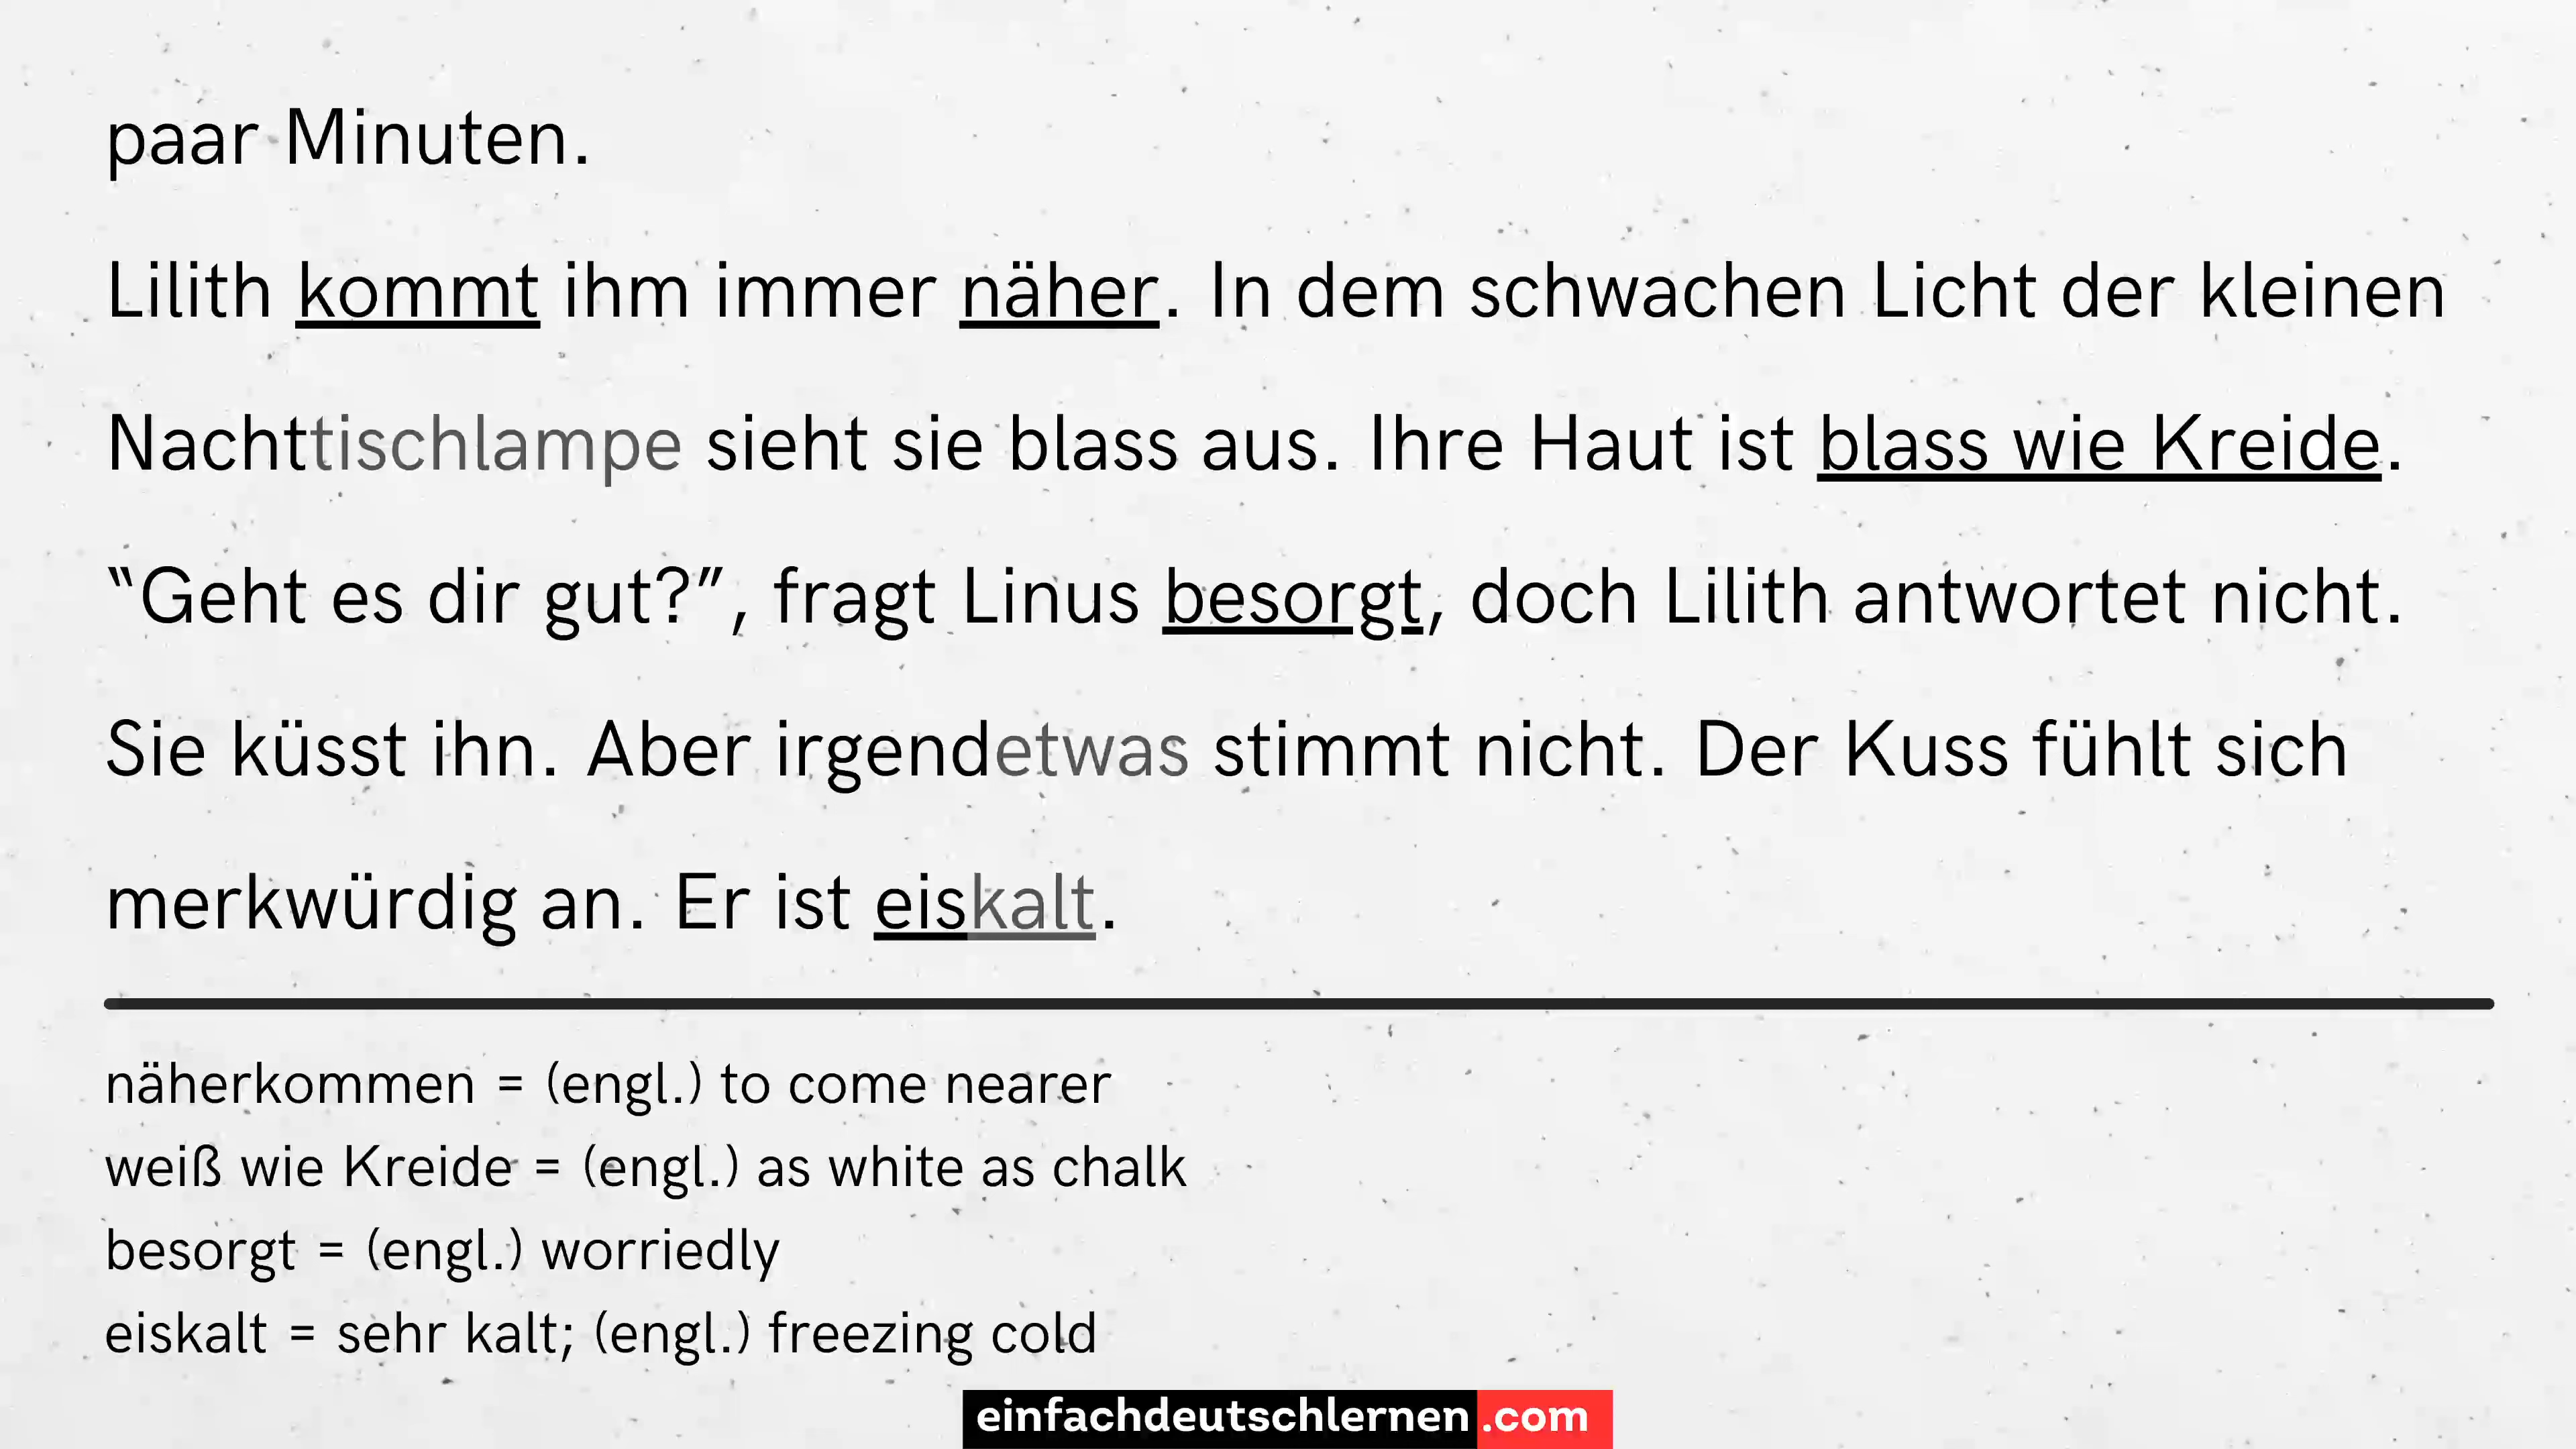 paar Minuten.
Lilith kommt ihm immer näher. In dem schwachen Licht der kleinen
Nachttischlampe sieht sie blass aus. Ihre Haut ist blass wie Kreide.
“Geht es dir gut?”, fragt Linus besorgt, doch Lilith antwortet nicht.
Sie küsst ihn. Aber irgendetwas stimmt nicht. Der Kuss fühlt sich
merkwürdig an. Er ist eiskalt.
näherkommen = (engl.) to come nearer
weiß wie Kreide = (engl.) as white as chalk
besorgt = (engl.) worriedly
eiskalt = sehr kalt; (engl.) freezing cold
einfachdeutschlernen.com